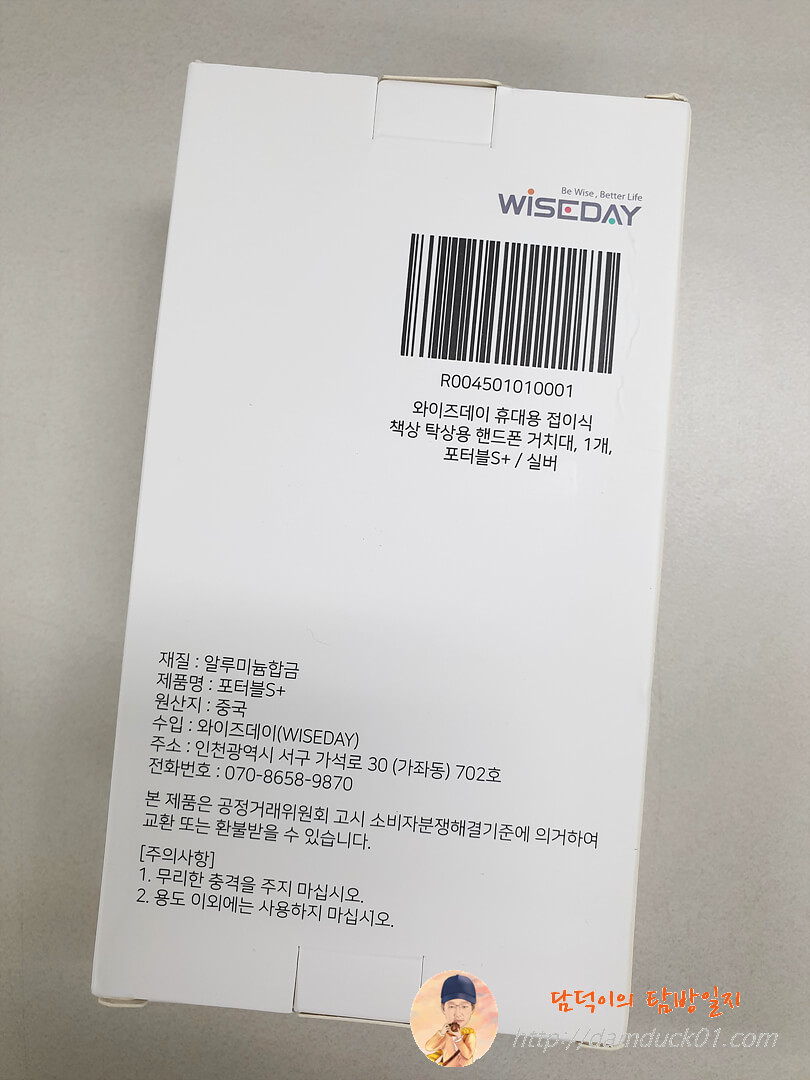 Be Wise, Better Life
WiSEDAY
R004501010001
와이즈데이 휴대용 접이식
책상 탁상용 핸드폰 거치대, 1개,
포터블S+ / 실버
재질 : 알루미늄합금
제품명 : 포터블S+
원산지 : 중국
수입 : 와이즈데이(WISEDAY)
주소 : 인천광역시 서구 가석로 30 (가좌동) 702호
전화번호 : 070-8658-9870
본 제품은 공정거래위원회 고시 소비자분쟁해결기준에 의거하여
교환 또는 환불받을 수 있습니다.
[주의사항]
1. 무리한 충격을 주지 마십시오.
2. 용도 이외에는 사용하지 마십시오.
담덕이의 탐방일지
http://damduck01.com